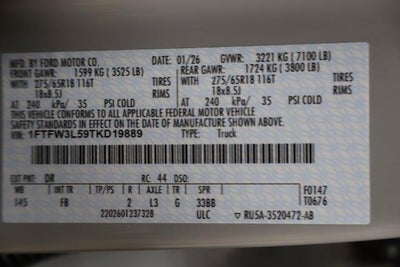 MFD. BY FORD MOTOR CO. DATE: 01/26 GVWR: 3221 KG ( 7100 LB)
FRONT GAWR: 1599 KG ( 3525 LB) REAR GAWR: 1724 KG ( 3800 LB)
WITH 275/65R18 116T TIRES WITH 275/65R18 116T TIRES
18x8.5J RIMS 18x8.5J RIMS
AT 240 kPa/ 35 PSI COLD AT 240 kPa/ 35 PSI COLD
THIS VEHICLE CONFORMS TO ALL APPLICABLE FEDERAL MOTOR VEHICLE
SAFETY STANDARDS IN EFFECT ON THE DATE OF MANUFACTURE SHOWN ABOVE.
VIN: 1FTFW3L59TKD19889 TYPE: Truck
EXT PNT: DR RC: 44 DSO: F0147
WB INT TR TP/PS R AXLE TR SPR T0676
145 FB 2 L9 G 33BB
2202601237328 ULC RU5A-3520472-AB